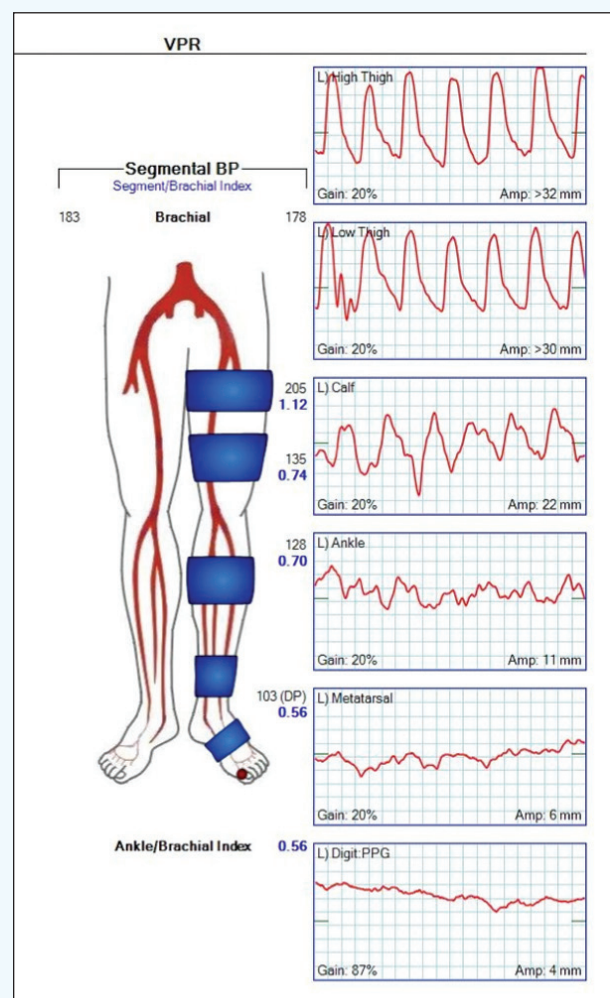 VPR
Segmental BP
Segment/Brachial Index
183 Brachial 178
205
1.12
135
0.74
128
0.70
103 (DP)
0.56
Ankle/Brachial Index 0.56
L) High Thigh
Gain: 20% Amp: >32 mm
L) Low Thigh
Gain: 20% Amp: >30 mm
L) Calf
Gain: 20% Amp: 22 mm
L) Ankle
Gain: 20% Amp: 11 mm
L) Metatarsal
Gain: 20% Amp: 6 mm
L) Digit:PPG
Gain: 87% Amp: 4 mm